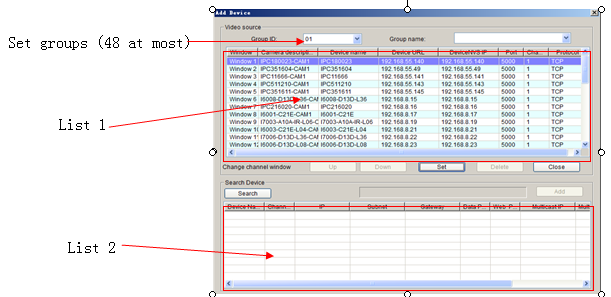 Add Device
Video source
Group ID: 01 Group name:
Set groups (48 at most)
Window Camera descripti... Device name Device URL DeviceNVS IP Port Cha... Protocol
Window 1 IPC180023-CAM1 IPC180023 192.168.55.140 192.168.55.140 5000 1 TCP
Window 2 IPC351604-CAM1 IPC351604 192.168.55.49 192.168.55.49 5000 1 TCP
Window 3 IPC11666-CAM1 IPC11666 192.168.55.141 192.168.55.141 5000 1 TCP
Window 4 IPC511210-CAM1 IPC511210 192.168.55.143 192.168.55.143 5000 1 TCP
Window 5 IPC351611-CAM1 IPC351611 192.168.55.145 192.168.55.145 5000 1 TCP
Window 6 I6008-D13D-L36-CAM I6008-D13D-L36 192.168.8.15 192.168.8.15 5000 1 TCP
Window 7 IPC216020-CAM1 IPC216020 192.168.8.16 192.168.8.16 5000 1 TCP
Window 8 I6001-C21E-CAM1 I6001-C21E 192.168.8.17 192.168.8.17 5000 1 TCP
Window 9 I7003-A10A-IR-L06-C I7003-A10A-IR-L06 192.168.8.19 192.168.8.19 5000 1 TCP
Window 10 I6003-C21E-L04-CAM I6003-C21E-L04 192.168.8.21 192.168.8.21 5000 1 TCP
Window 11 I7006-D13D-L36-CAM I7006-D13D-L36 192.168.8.22 192.168.8.22 5000 1 TCP
Window 12 I6006-D13D-L08-CAM I6006-D13D-L08 192.168.8.23 192.168.8.23 5000 1 TCP
List 1
Change channel window Up Down Set Delete Close
Search Device
Search Add
Device Na... Chann... IP Subnet Gateway Data P... Web P... Multicast IP Mult
List 2